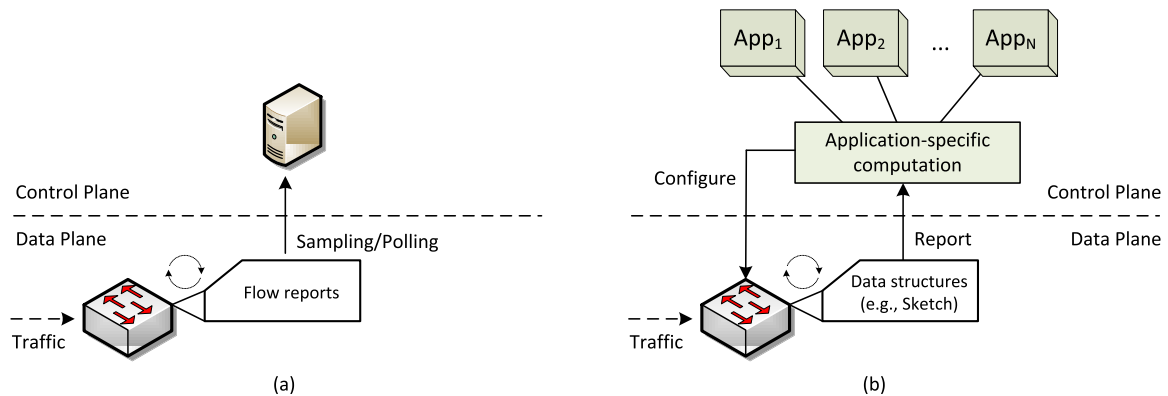 Control Plane
Data Plane
Sampling/Polling
Flow reports
Traffic
(a)
App1
App2
...
AppN
Application-specific
computation
Configure
Control Plane
Report
Data Plane
Data structures
(e.g., Sketch)
Traffic
(b)